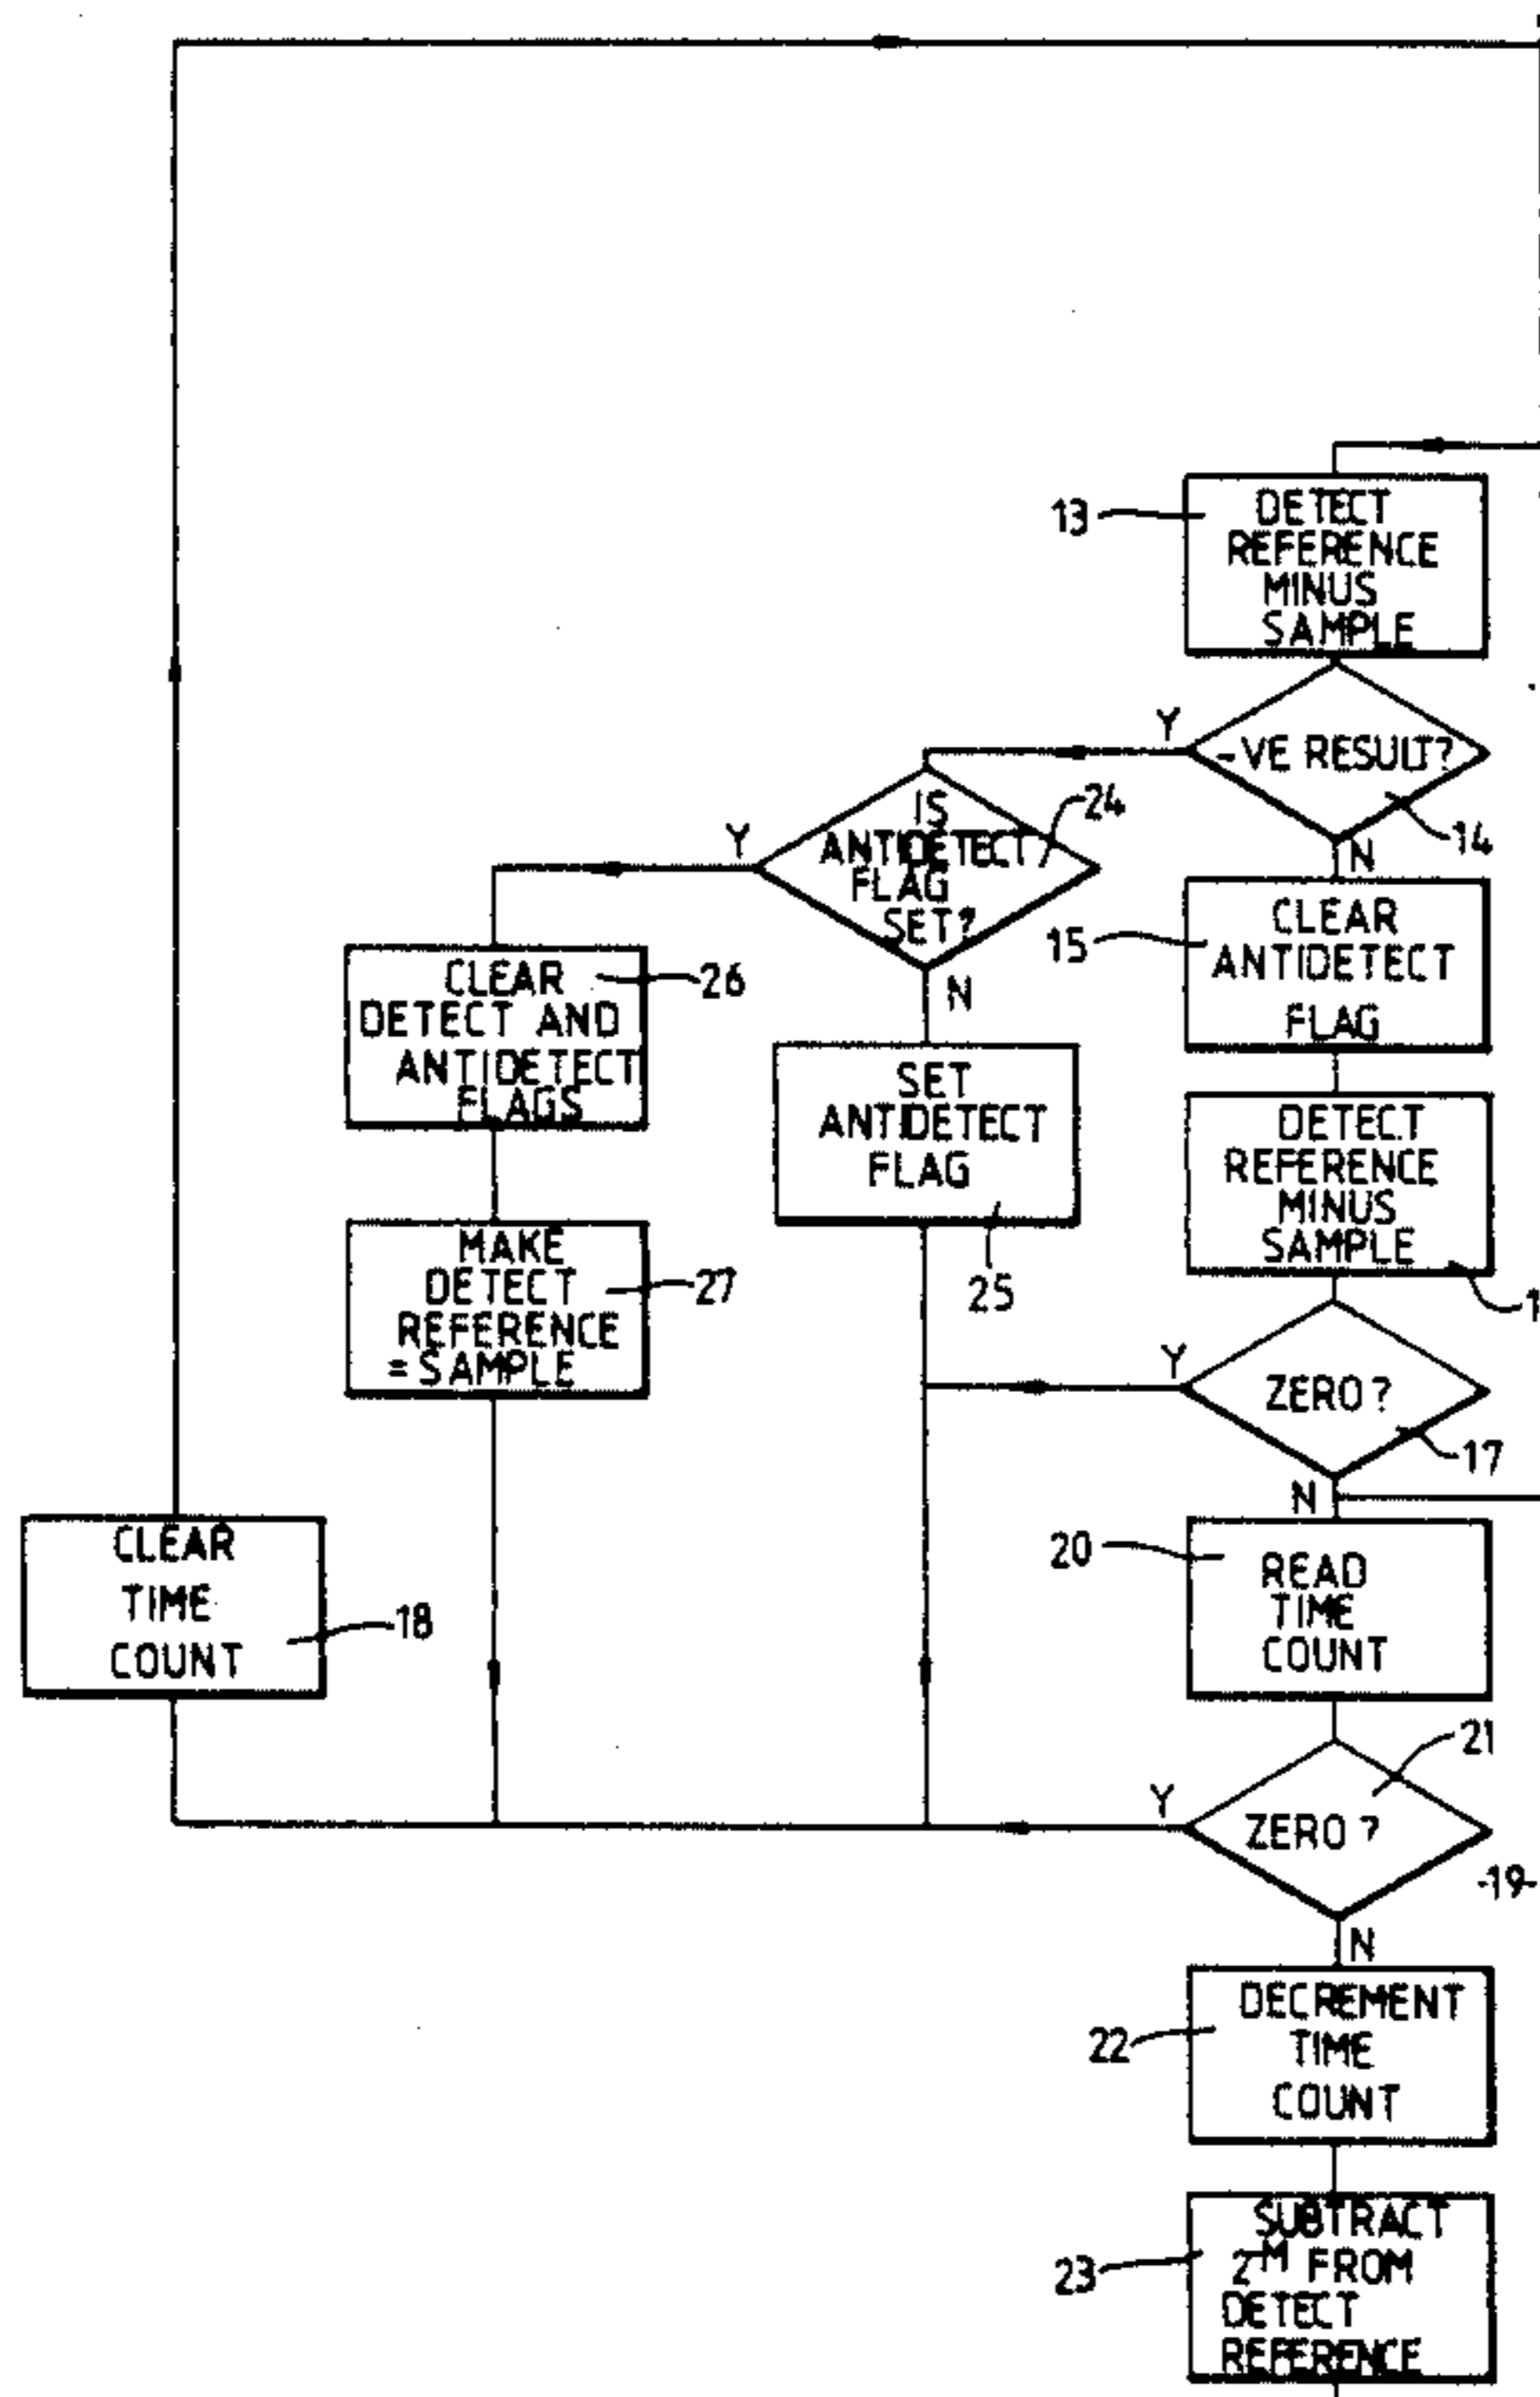 13
DETECT
REFERENCE
MINUS
SAMPLE
Y
-VE RESULT?
14
N
Y
IS
ANTIDETECT
FLAG
SET?
24
N
15
CLEAR
ANTIDETECT
FLAG
CLEAR
DETECT AND
ANTIDETECT
FLAGS
26
SET
ANTIDETECT
FLAG
25
DETECT
REFERENCE
MINUS
SAMPLE
MAKE
DETECT
REFERENCE
= SAMPLE
27
Y
ZERO?
17
N
CLEAR
TIME
COUNT
18
20
READ
TIME
COUNT
21
Y
ZERO?
-19-
N
22
DECREMENT
TIME
COUNT
23
SUBTRACT
2^-M FROM
DETECT
REFERENCE